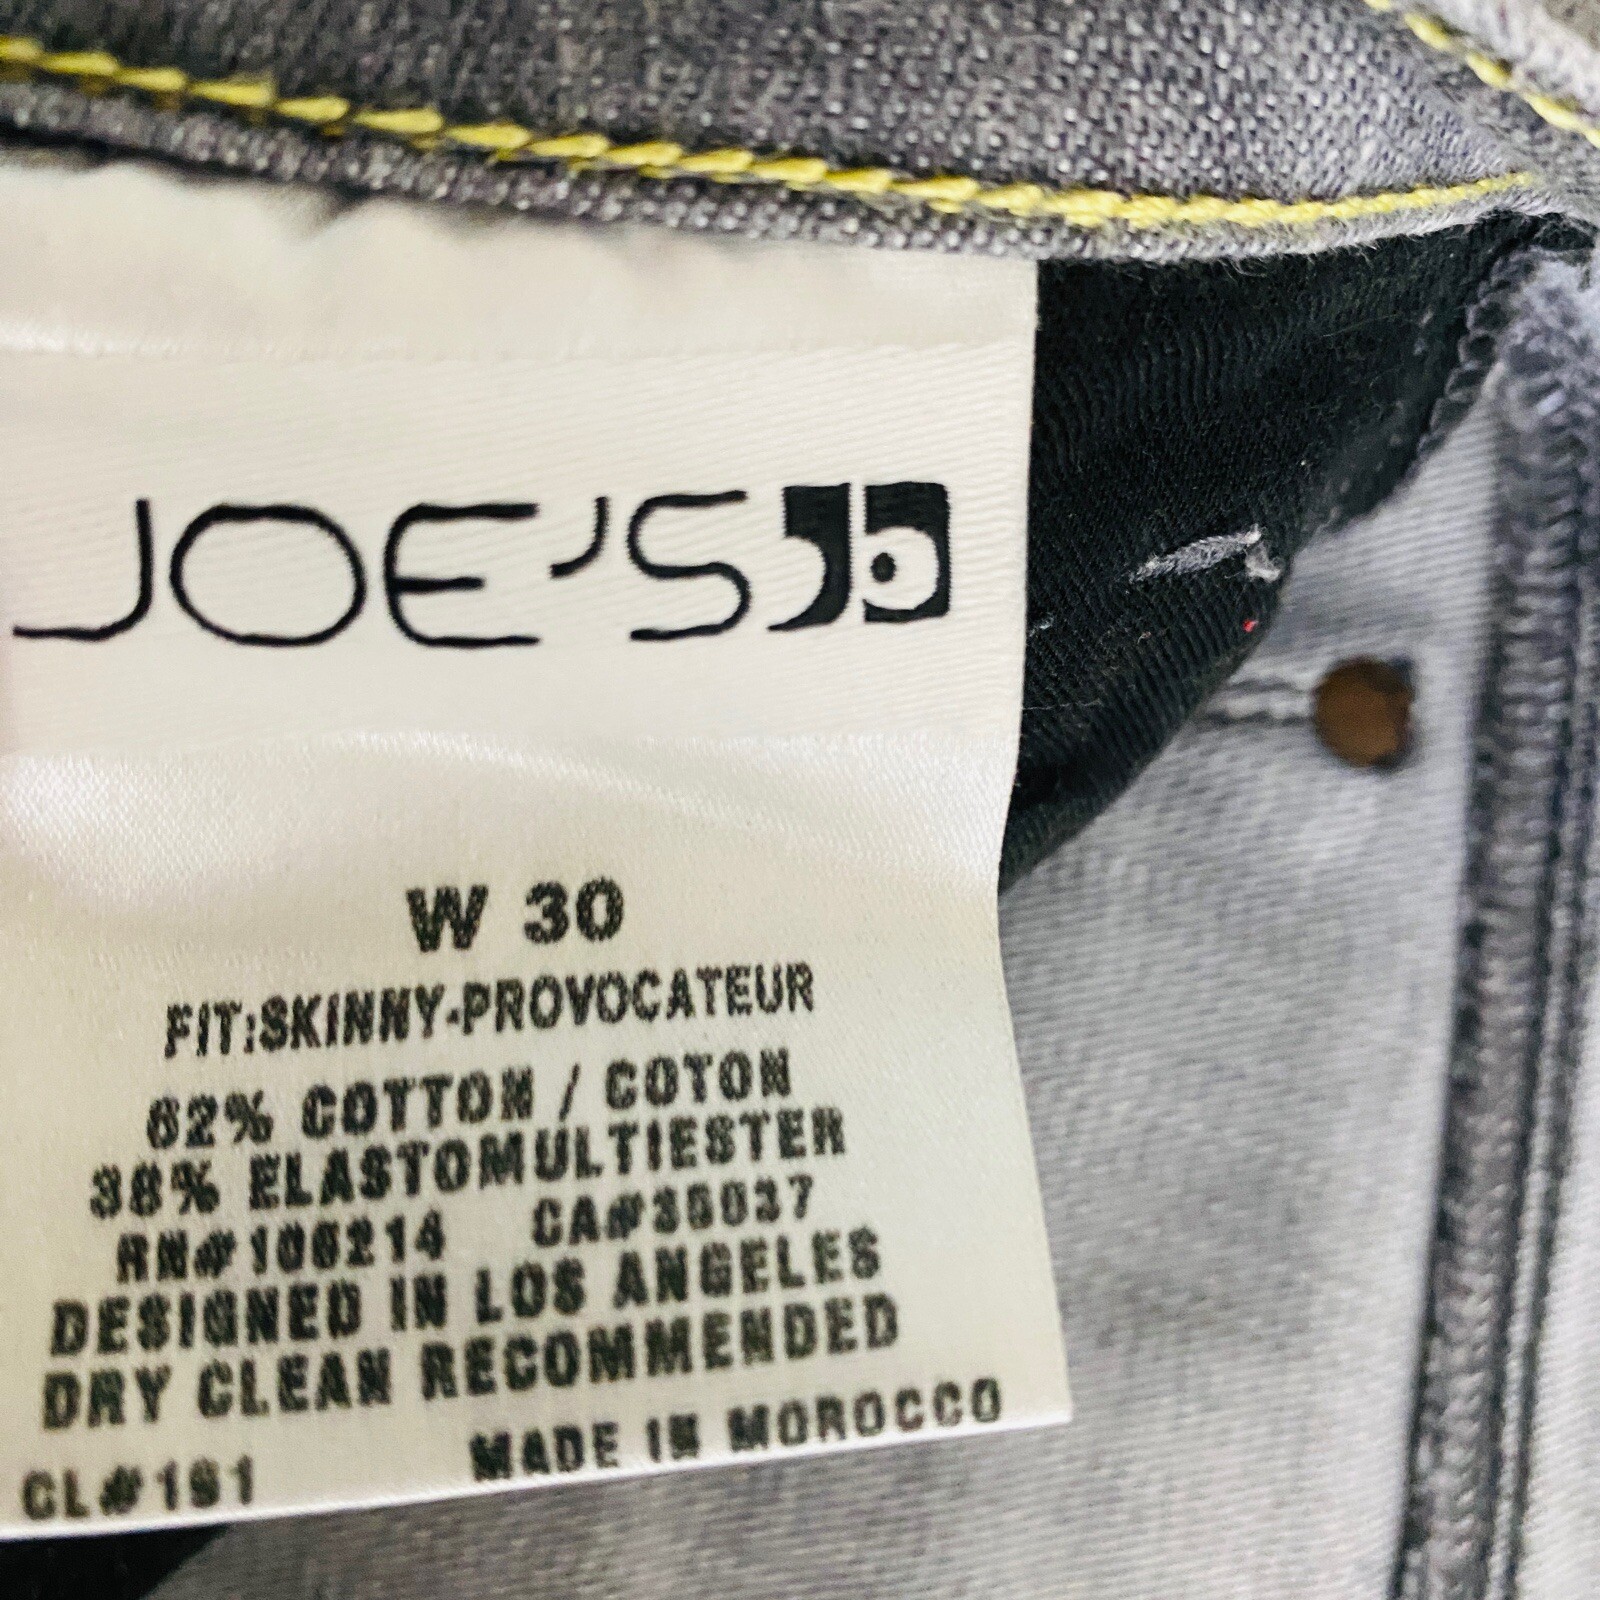 JOE'S
W 30
FIT:SKINNY-PROVOCATEUR
62% COTTON / COTON
38% ELASTOMULTIESTER
RN#106214 CA#36037
DESIGNED IN LOS ANGELES
DRY CLEAN RECOMMENDED
MADE IN MOROCCO
CL#191